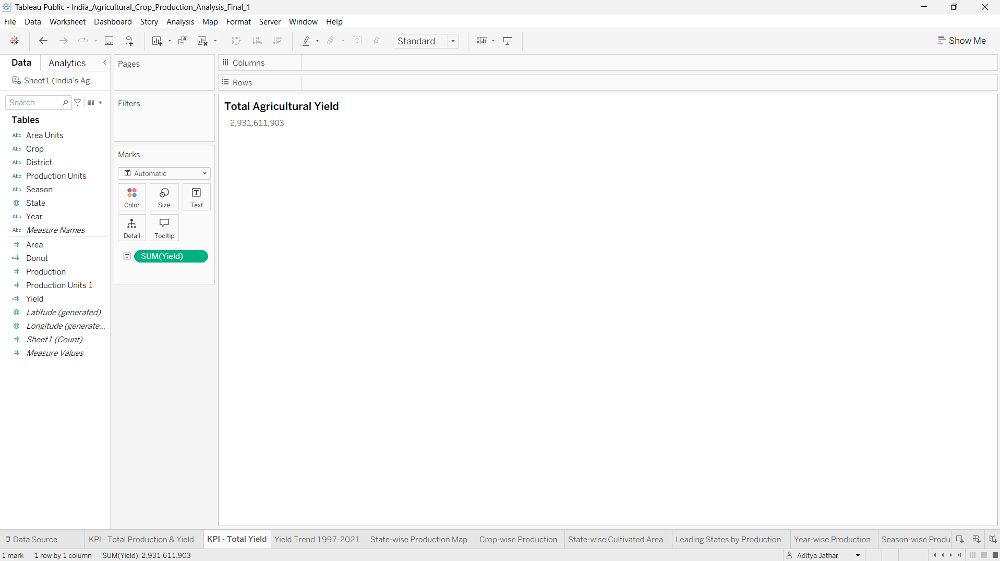 Tableau Public - India_Agricultural_Crop_Production_Analysis_Final_1
File Data Worksheet Dashboard Story Analysis Map Format Server Window Help
Standard
Show Me
Data Analytics
Sheet1 (India's Ag...
Search
Tables
Abc Area Units
Abc Crop
Abc District
Abc Production Units
Abc Season
State
Abc Year
Abc Measure Names
# Area
=# Donut
# Production
# Production Units 1
=# Yield
Latitude (generated)
Longitude (generate...
# Sheet1 (Count)
# Measure Values
Pages
Filters
Marks
T Automatic
Color Size Text
Detail Tooltip
T SUM(Yield)
Columns
Rows
Total Agricultural Yield
2,931,611,903
Data Source KPI - Total Production & Yield KPI - Total Yield Yield Trend 1997-2021 State-wise Production Map Crop-wise Production State-wise Cultivated Area Leading States by Production Year-wise Production Season-wise Produ
1 mark 1 row by 1 column SUM(Yield): 2,931,611,903 Aditya Jathar